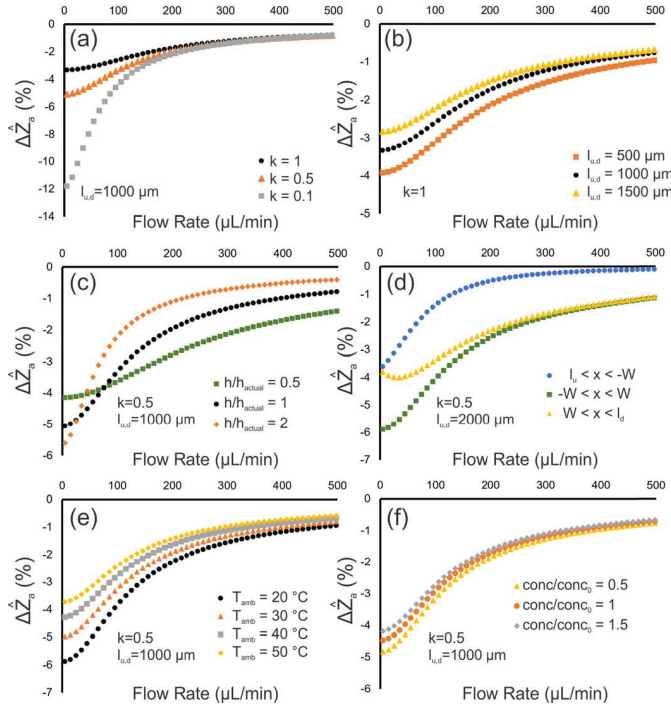 0 100 200 300 400 500
0
-2
-4
-6
-8
-10
-12
-14
(a)
ΔẐₐ (%)
k = 1
k = 0.5
k = 0.1
lᵤ,d=1000 µm
Flow Rate (µL/min)
0 100 200 300 400 500
0
-1
-2
-3
-4
-5
(b)
ΔẐₐ (%)
k=1
lᵤ,d = 500 µm
lᵤ,d = 1000 µm
lᵤ,d = 1500 µm
Flow Rate (µL/min)
0 100 200 300 400 500
0
-1
-2
-3
-4
-5
-6
(c)
ΔẐₐ (%)
k=0.5
lᵤ,d=1000 µm
h/hactual = 0.5
h/hactual = 1
h/hactual = 2
Flow Rate (µL/min)
0 100 200 300 400 500
0
-1
-2
-3
-4
-5
-6
-7
(d)
ΔẐₐ (%)
k=0.5
lᵤ,d=2000 µm
lᵤ < x < -W
-W < x < W
W < x < ld
Flow Rate (µL/min)
0 100 200 300 400 500
0
-1
-2
-3
-4
-5
-6
-7
(e)
ΔẐₐ (%)
k=0.5
lᵤ,d=1000 µm
Tamb = 20 °C
Tamb = 30 °C
Tamb = 40 °C
Tamb = 50 °C
Flow Rate (µL/min)
0 100 200 300 400 500
0
-1
-2
-3
-4
-5
-6
(f)
ΔẐₐ (%)
conc/conc₀ = 0.5
conc/conc₀ = 1
conc/conc₀ = 1.5
k=0.5
lᵤ,d=1000 µm
Flow Rate (µL/min)